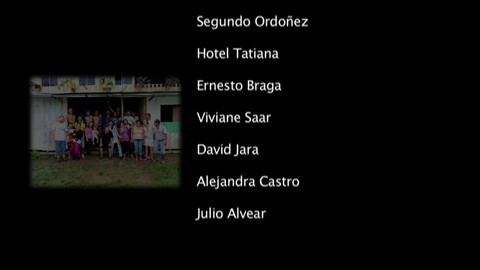 Segundo Ordoñez
Hotel Tatiana
Ernesto Braga
Viviane Saar
David Jara
Alejandra Castro
Julio Alvear